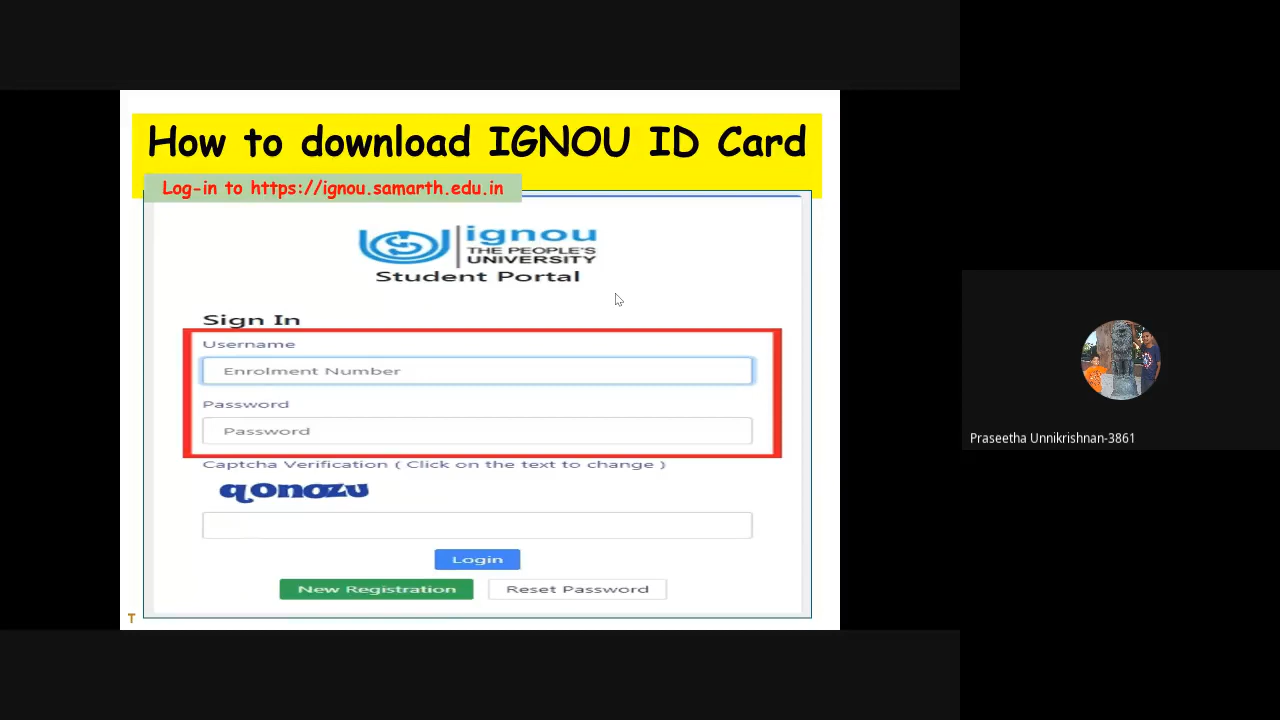 How to download IGNOU ID Card
Log-in to https://ignou.samarth.edu.in
ignou
THE PEOPLE'S
UNIVERSITY
Student Portal
Sign In
Username
Enrolment Number
Password
Password
Captcha Verification ( Click on the text to change )
qonozu
Login
New Registration
Reset Password
T
Praseetha Unnikrishnan-3861